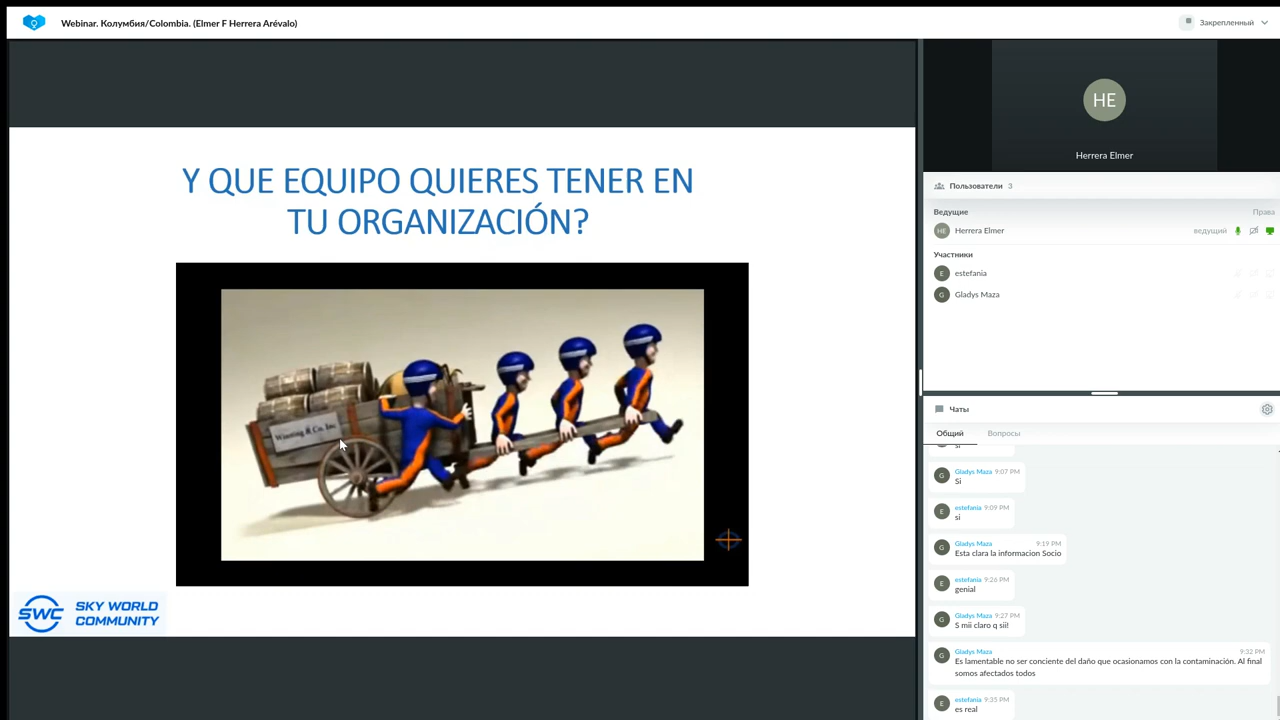 Webinar. Колумбия/Colombia. (Elmer F Herrera Arévalo)
Закрепленный
Y QUE EQUIPO QUIERES TENER EN
TU ORGANIZACIÓN?
SWC
SKY WORLD
COMMUNITY
HE
Herrera Elmer
Пользователи 3
Ведущие
Права
HE
Herrera Elmer
ведущий
Участники
E
estefania
G
Gladys Maza
Чаты
Общий
Вопросы
si
G
Gladys Maza 9:07 PM
Si
E
estefania 9:09 PM
si
G
Gladys Maza 9:19 PM
Esta clara la informacion Socio
E
estefania 9:26 PM
genial
G
Gladys Maza 9:27 PM
S mii claro q sii!
G
Gladys Maza 9:32 PM
Es lamentable no ser conciente del daño que ocasionamos con la contaminación. Al final
somos afectados todos
E
estefania 9:35 PM
es real